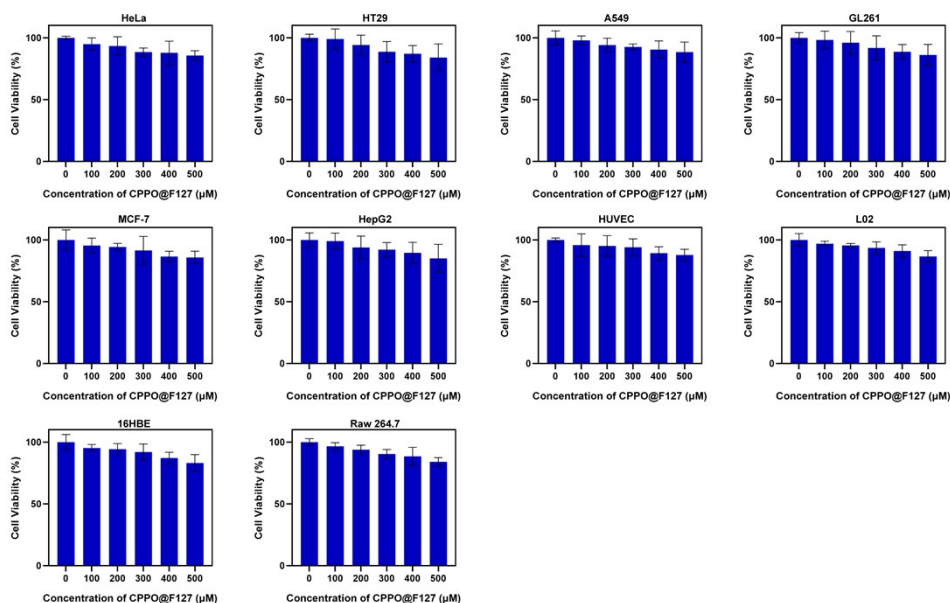 HeLa
Cell Viability (%)
100
50
0
0 100 200 300 400 500
Concentration of CPPO@F127 (µM)
HT29
Cell Viability (%)
100
50
0
0 100 200 300 400 500
Concentration of CPPO@F127 (µM)
A549
Cell Viability (%)
100
50
0
0 100 200 300 400 500
Concentration of CPPO@F127 (µM)
GL261
Cell Viability (%)
100
50
0
0 100 200 300 400 500
Concentration of CPPO@F127 (µM)
MCF-7
Cell Viability (%)
100
50
0
0 100 200 300 400 500
Concentration of CPPO@F127 (µM)
HepG2
Cell Viability (%)
100
50
0
0 100 200 300 400 500
Concentration of CPPO@F127 (µM)
HUVEC
Cell Viability (%)
100
50
0
0 100 200 300 400 500
Concentration of CPPO@F127 (µM)
L02
Cell Viability (%)
100
50
0
0 100 200 300 400 500
Concentration of CPPO@F127 (µM)
16HBE
Cell Viability (%)
100
50
0
0 100 200 300 400 500
Concentration of CPPO@F127 (µM)
Raw 264.7
Cell Viability (%)
100
50
0
0 100 200 300 400 500
Concentration of CPPO@F127 (µM)